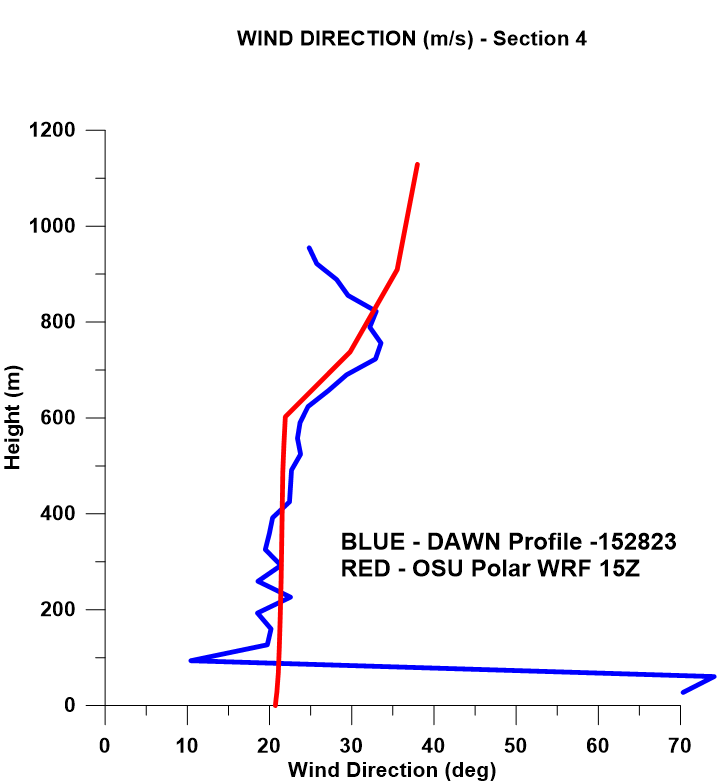 WIND DIRECTION (m/s) - Section 4
1200
1000
800
600
400
200
0
Height (m)
BLUE - DAWN Profile -152823
RED - OSU Polar WRF 15Z
0 10 20 30 40 50 60 70
Wind Direction (deg)